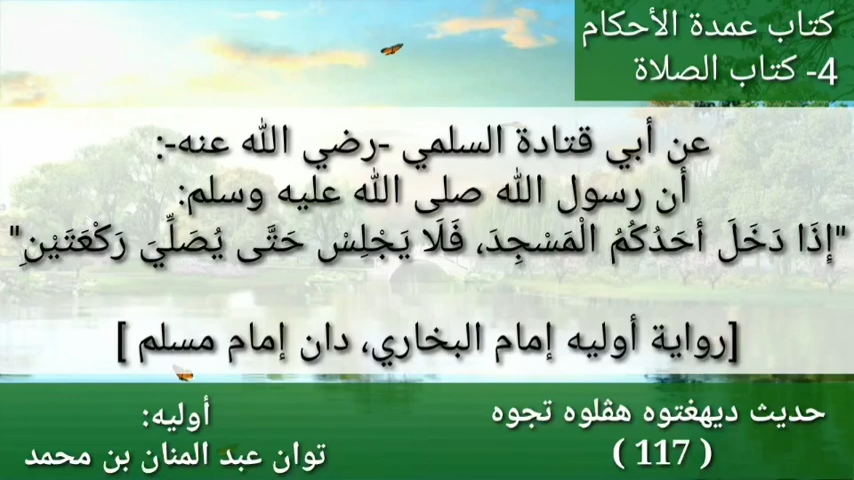 كتاب عمدة الأحكام
4- كتاب الصلاة
عن أبي قتادة السلمي -رضي الله عنه-:
أن رسول الله صلى الله عليه وسلم:
"إِذَا دَخَلَ أَحَدُكُمُ الْمَسْجِدَ، فَلَا يَجْلِسْ حَتَّى يُصَلِّيَ رَكْعَتَيْنِ"
[رواية أوليه إمام البخاري، دان إمام مسلم ]
حديث ديهغتوه هڤلوه تجوه
( 117 )
أوليه:
توان عبد المنان بن محمد